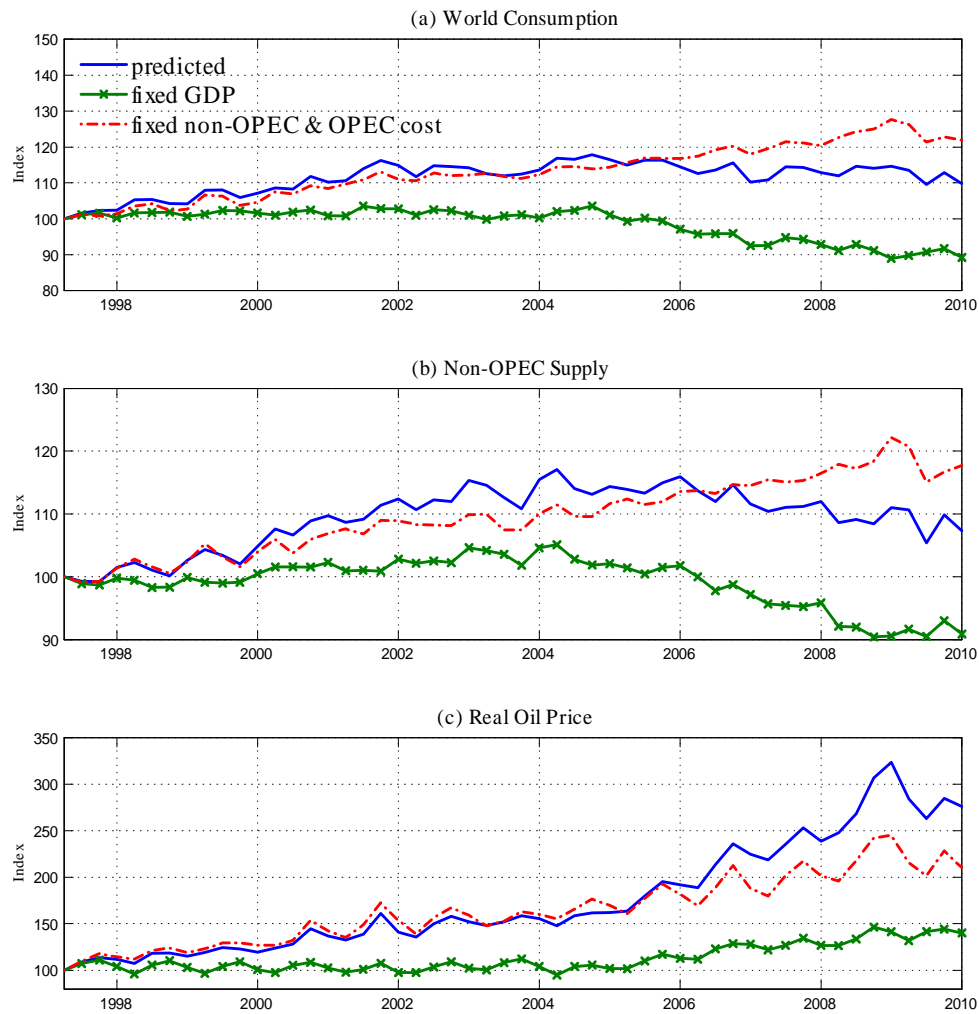 (a) World Consumption
150
140
130
120
110
100
90
80
Index
predicted
fixed GDP
fixed non-OPEC & OPEC cost
1998 2000 2002 2004 2006 2008 2010
(b) Non-OPEC Supply
130
120
110
100
90
Index
1998 2000 2002 2004 2006 2008 2010
(c) Real Oil Price
350
300
250
200
150
100
Index
1998 2000 2002 2004 2006 2008 2010